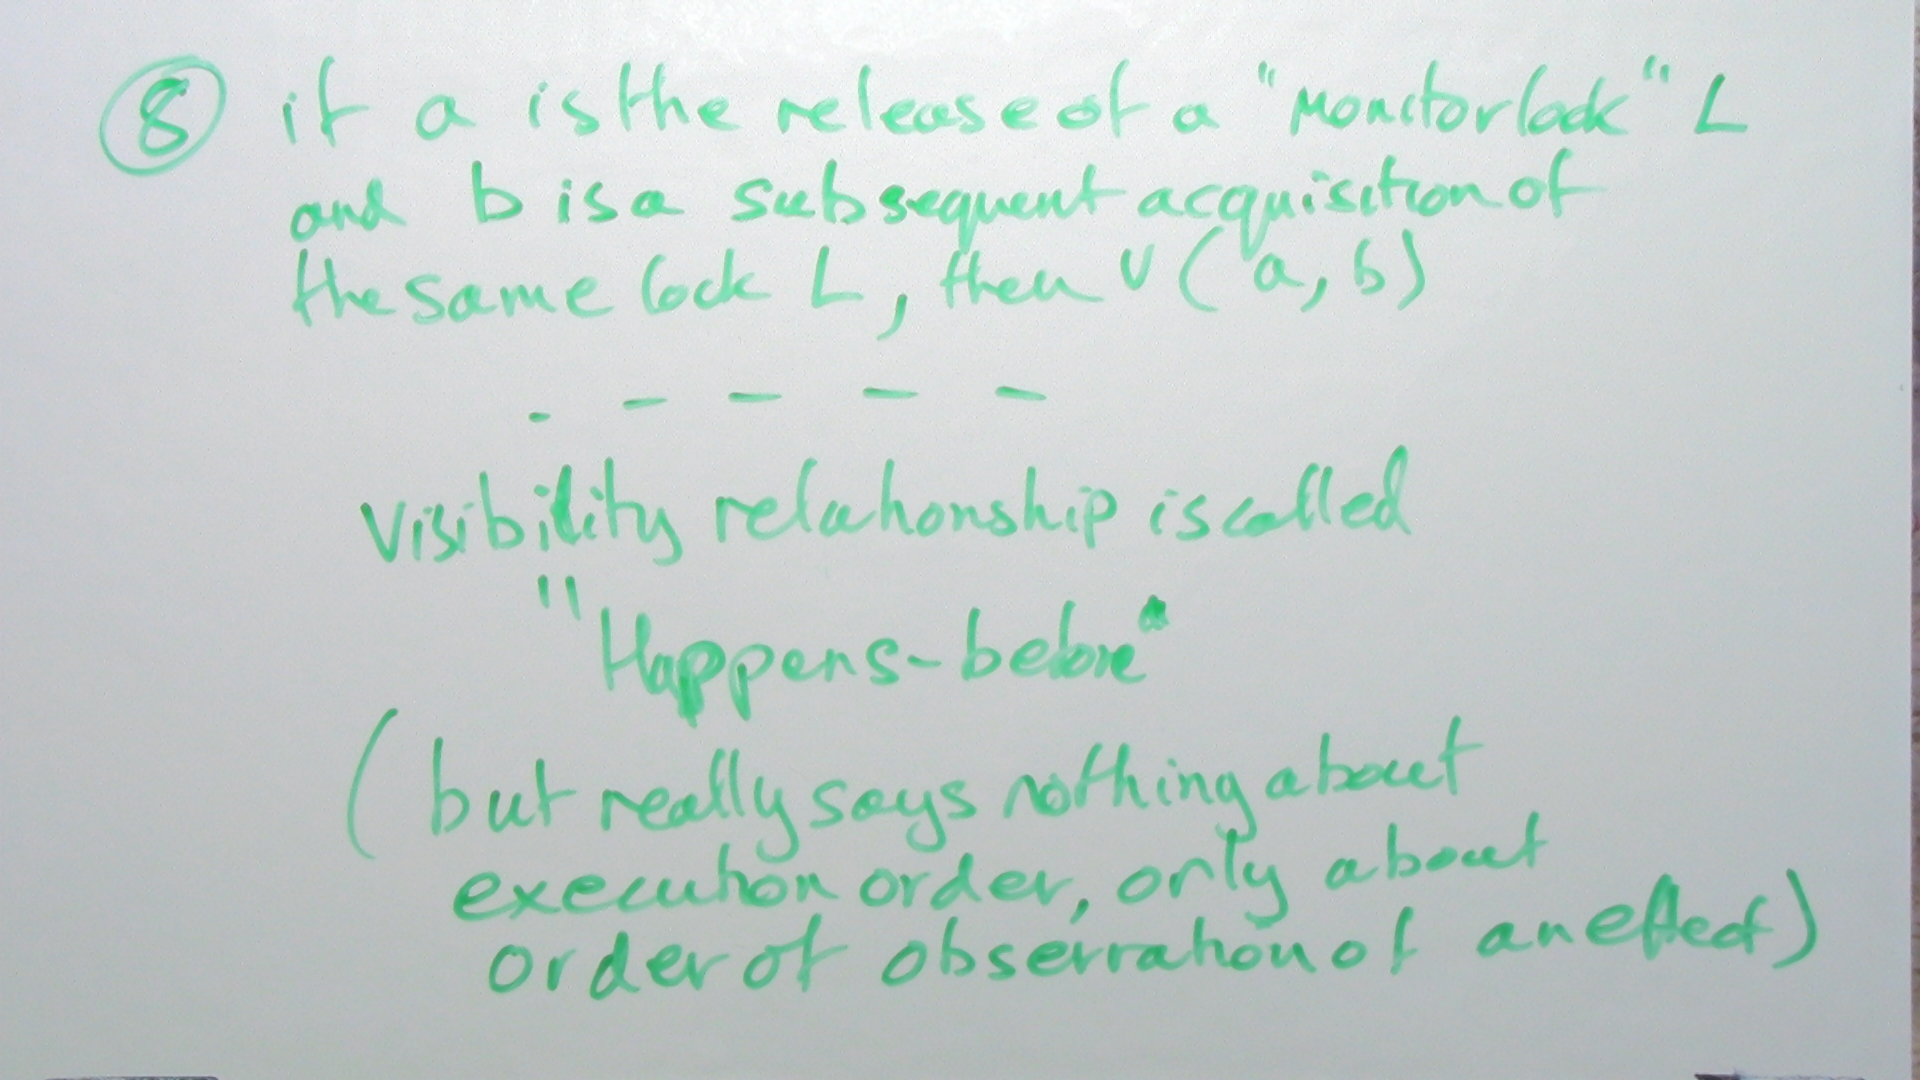 ⑧ if a is the release of a "monitor lock" L
and b is a subsequent acquisition of
the same lock L, then V(a, b)
- - - - -
Visibility relationship is called
"Happens-before"
(but really says nothing about
execution order, only about
order of observation of an effect)